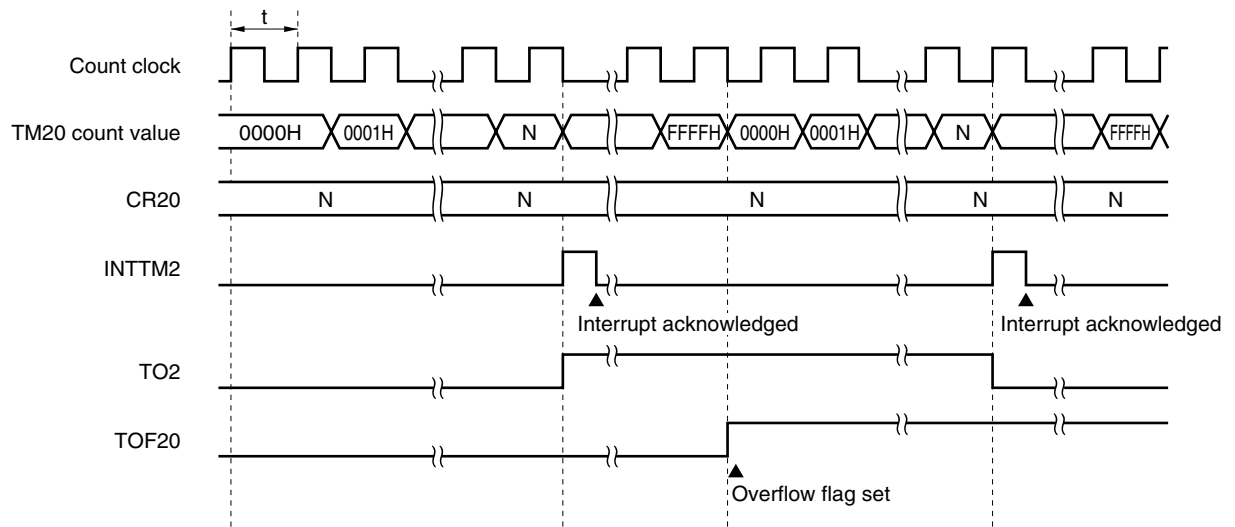 t
Count clock
TM20 count value 0000H 0001H N FFFFH 0000H 0001H N FFFFH
CR20 N N N N N
INTTM2
Interrupt acknowledged Interrupt acknowledged
TO2
TOF20
Overflow flag set